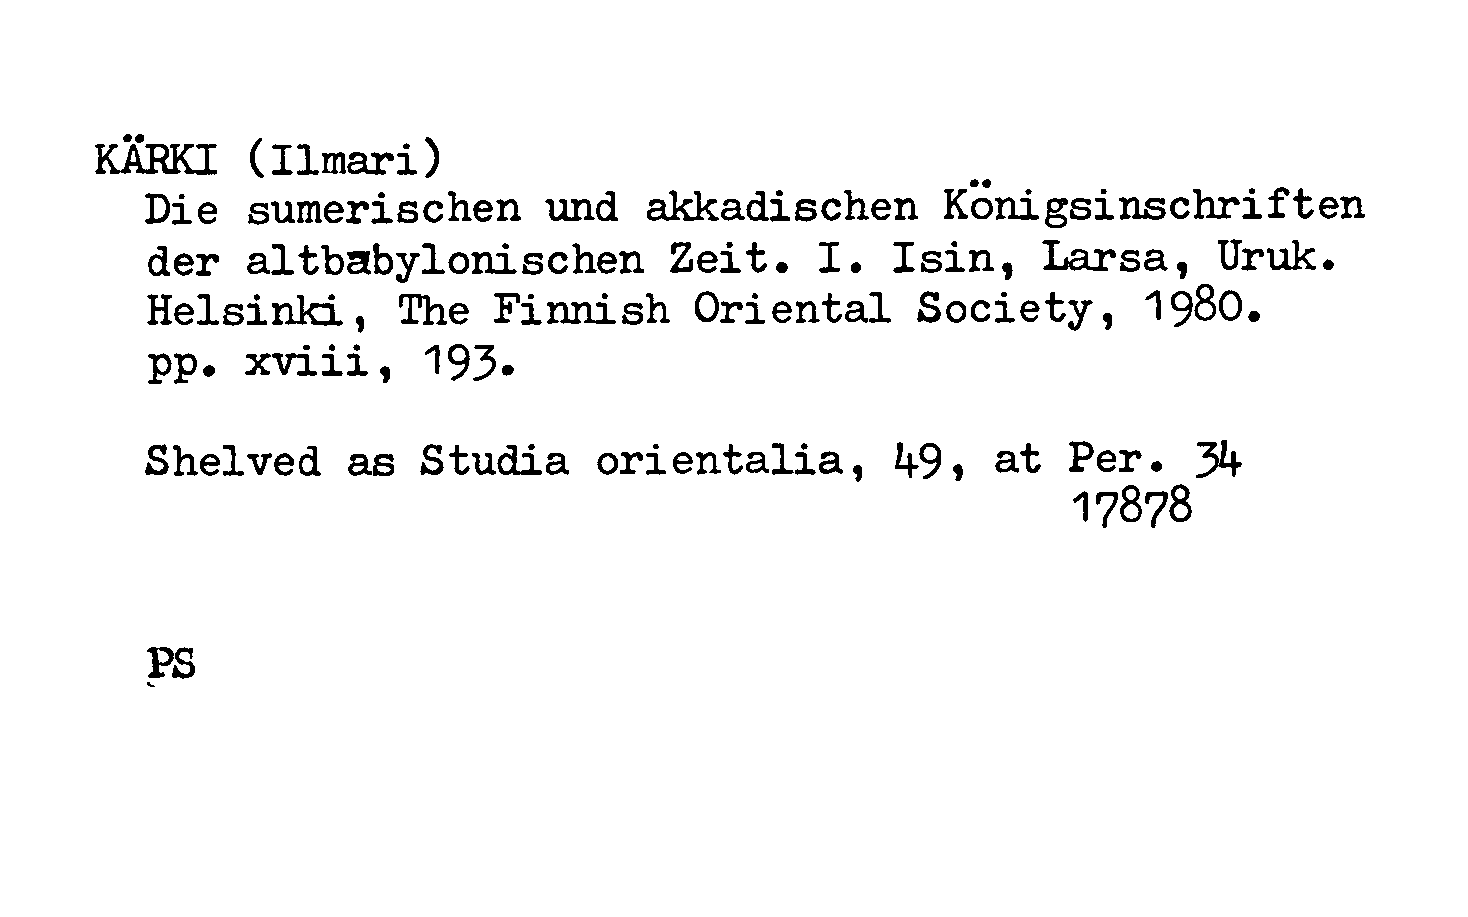 KÄRKI (Ilmari)
Die sumerischen und akkadischen Königsinschriften
der altbabylonischen Zeit. I. Isin, Larsa, Uruk.
Helsinki, The Finnish Oriental Society, 1980.
pp. xviii, 193.
Shelved as Studia orientalia, 49, at Per. 34
17878
PS